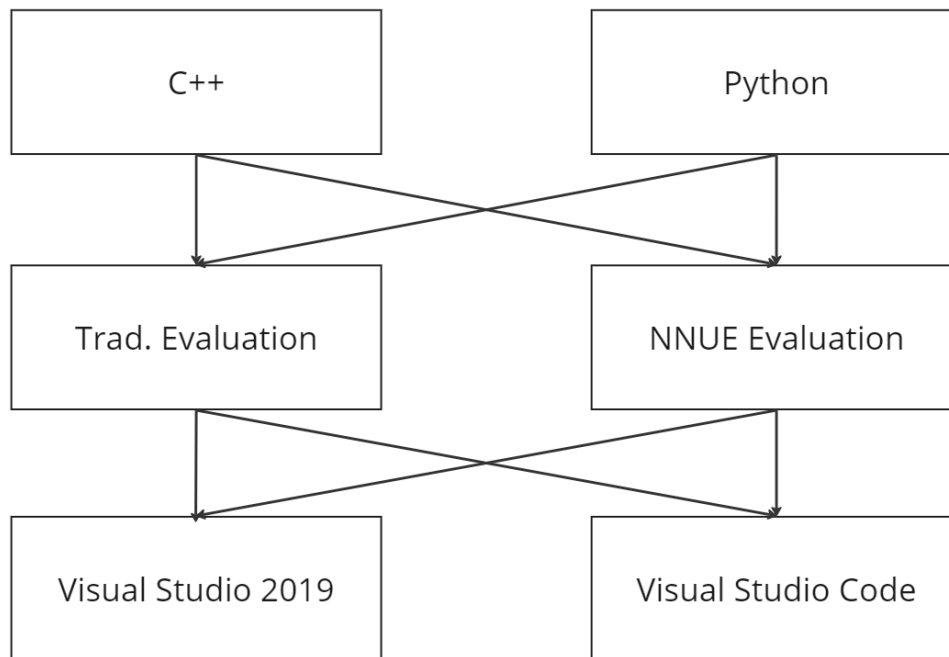 C++
Python
Trad. Evaluation
NNUE Evaluation
Visual Studio 2019
Visual Studio Code